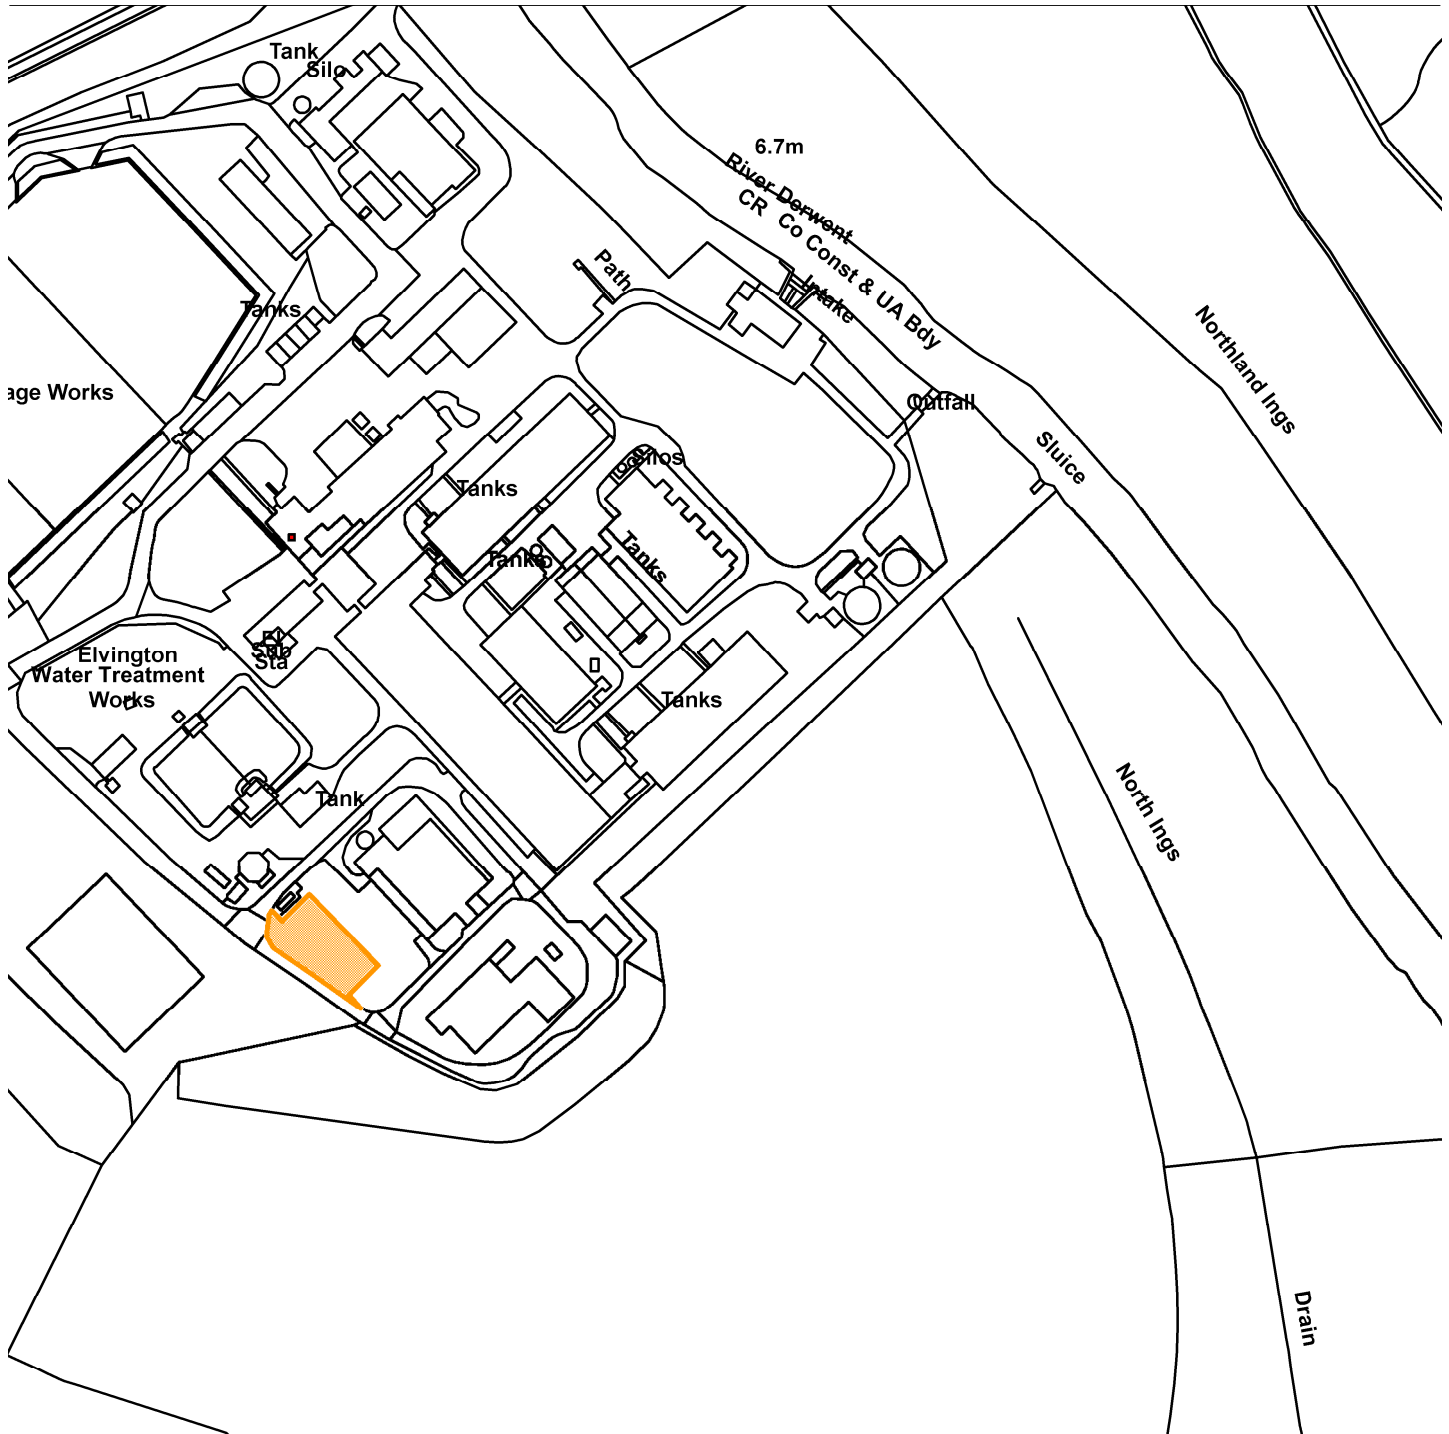 Tank
Silo
6.7m
River Derwent
CR Co Const & UA Bdy
Path
Intake
Tanks
Northland Ings
age Works
Outfall
Sluice
Silos
Tanks
Tanks
Tanks
El
Sub
Sta
Elvington
Water Treatment
Works
Tanks
Tank
North Ings
Drain